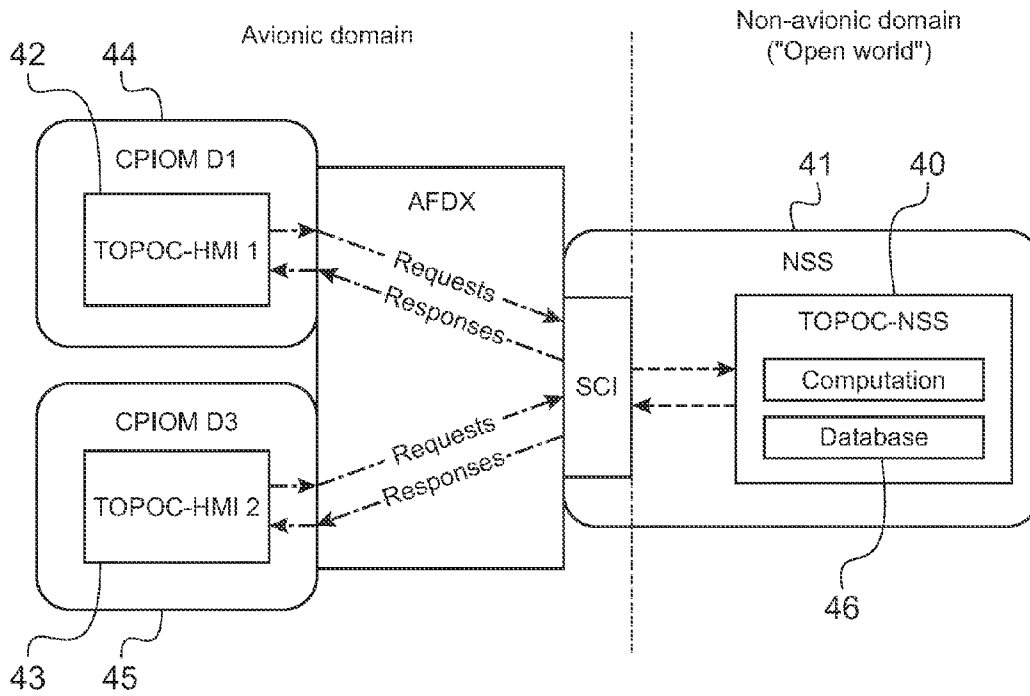 Avionic domain
Non-avionic domain
("Open world")
42
44
CPIOM D1
TOPOC-HMI 1
AFDX
Requests
Responses
41
40
NSS
TOPOC-NSS
Computation
Database
SCI
CPIOM D3
TOPOC-HMI 2
Requests
Responses
46
43
45